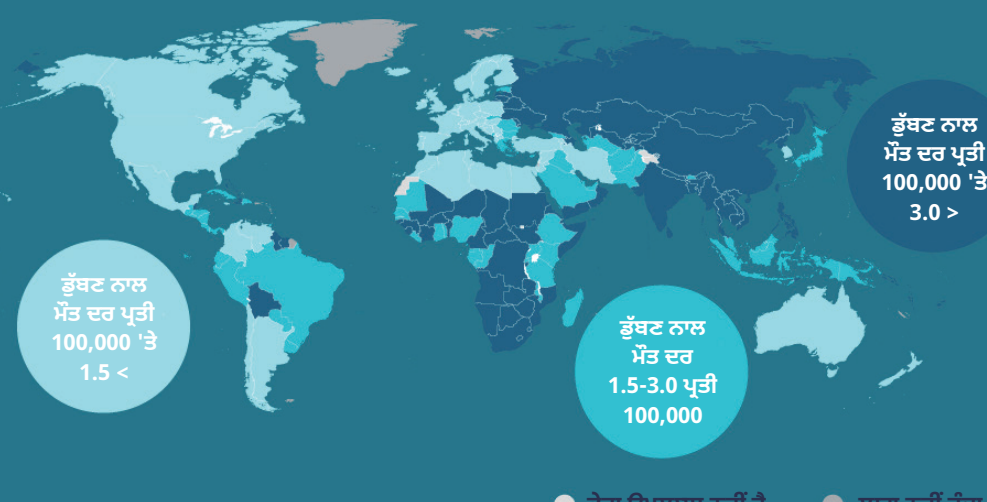 ਡੁੱਬਣ ਨਾਲ
ਮੌਤ ਦਰ ਪ੍ਰਤੀ
100,000 'ਤੇ
3.0 >
ਡੁੱਬਣ ਨਾਲ
ਮੌਤ ਦਰ ਪ੍ਰਤੀ
100,000 'ਤੇ
1.5 <
ਡੁੱਬਣ ਨਾਲ
ਮੌਤ ਦਰ
1.5-3.0 ਪ੍ਰਤੀ
100,000